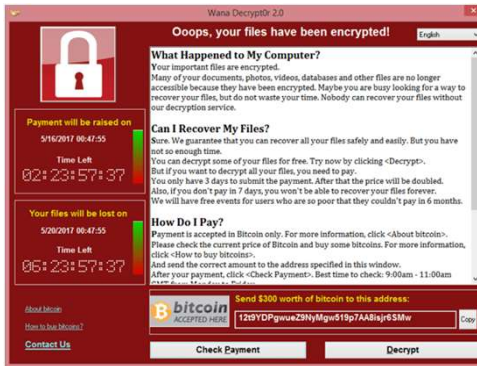 Wana Decrypt0r 2.0
Ooops, your files have been encrypted!
English
What Happened to My Computer?
Your important files are encrypted.
Many of your documents, photos, videos, databases and other files are no longer
accessible because they have been encrypted. Maybe you are busy looking for a way to
recover your files, but do not waste your time. Nobody can recover your files without
our decryption service.
Can I Recover My Files?
Sure. We guarantee that you can recover all your files safely and easily. But you have
not so enough time.
You can decrypt some of your files for free. Try now by clicking <Decrypt>.
But if you want to decrypt all your files, you need to pay.
You only have 3 days to submit the payment. After that the price will be doubled.
Also, if you don't pay in 7 days, you won't be able to recover your files forever.
We will have free events for users who are so poor that they couldn't pay in 6 months.
How Do I Pay?
Payment is accepted in Bitcoin only. For more information, click <About bitcoin>.
Please check the current price of Bitcoin and buy some bitcoins. For more information,
click <How to buy bitcoins>.
And send the correct amount to the address specified in this window.
After your payment, click <Check Payment>. Best time to check: 9:00am - 11:00am
GMT from Monday to Friday.
Payment will be raised on
5/16/2017 00:47:55
Time Left
02:23:57:37
Your files will be lost on
5/20/2017 00:47:55
Time Left
06:23:57:37
About bitcoin
How to buy bitcoins?
Contact Us
bitcoin
ACCEPTED HERE
Send $300 worth of bitcoin to this address:
12t9YDPgwueZ9NyMgw519p7AA8isjr6SMw
Copy
Check Payment
Decrypt